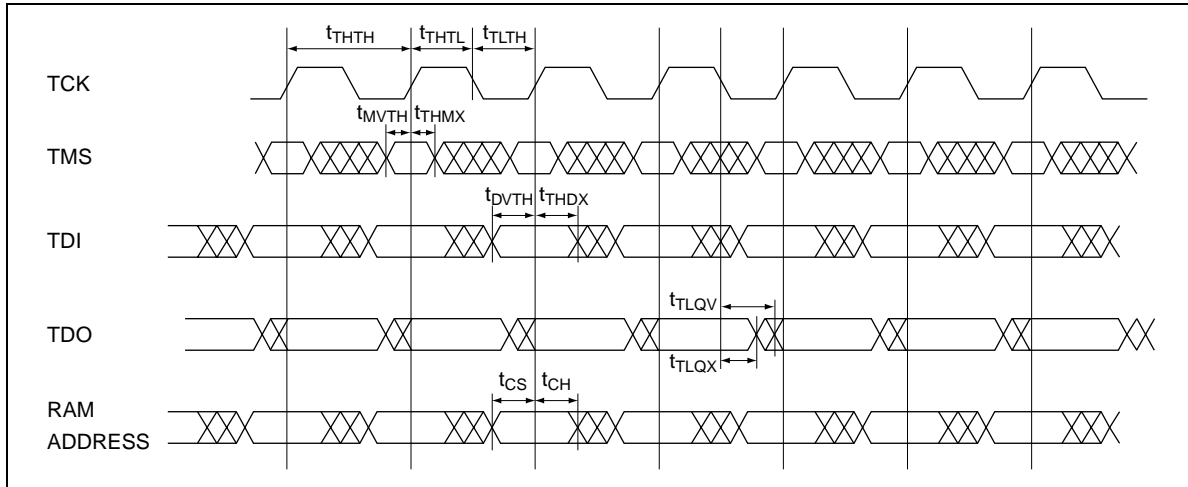 tTHTH tTHTL tTLTH
TCK
tMVTH tTHMX
TMS
tDVTH tTHDX
TDI
tTLQV
TDO
tTLQX
tCS tCH
RAM
ADDRESS